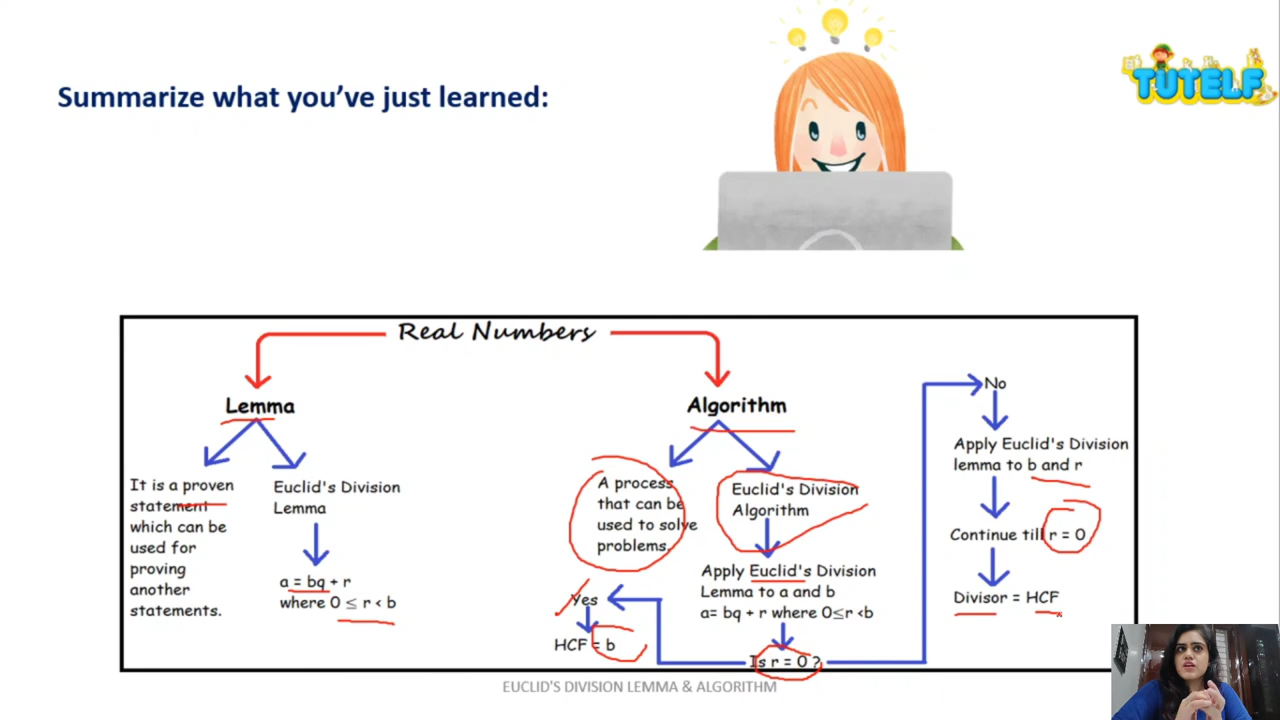 Summarize what you've just learned:
TUTELF
Real Numbers
Lemma
It is a proven
statement
which can be
used for
proving
another
statements.
Euclid's Division
Lemma
a = bq + r
where 0 ≤ r < b
Algorithm
A process
that can be
used to solve
problems.
Euclid's Division
Algorithm
Apply Euclid's Division
Lemma to a and b
a= bq + r where 0≤r <b
Is r = 0 ?
Yes
HCF = b
No
Apply Euclid's Division
lemma to b and r
Continue till r = 0
Divisor = HCF
EUCLID'S DIVISION LEMMA & ALGORITHM